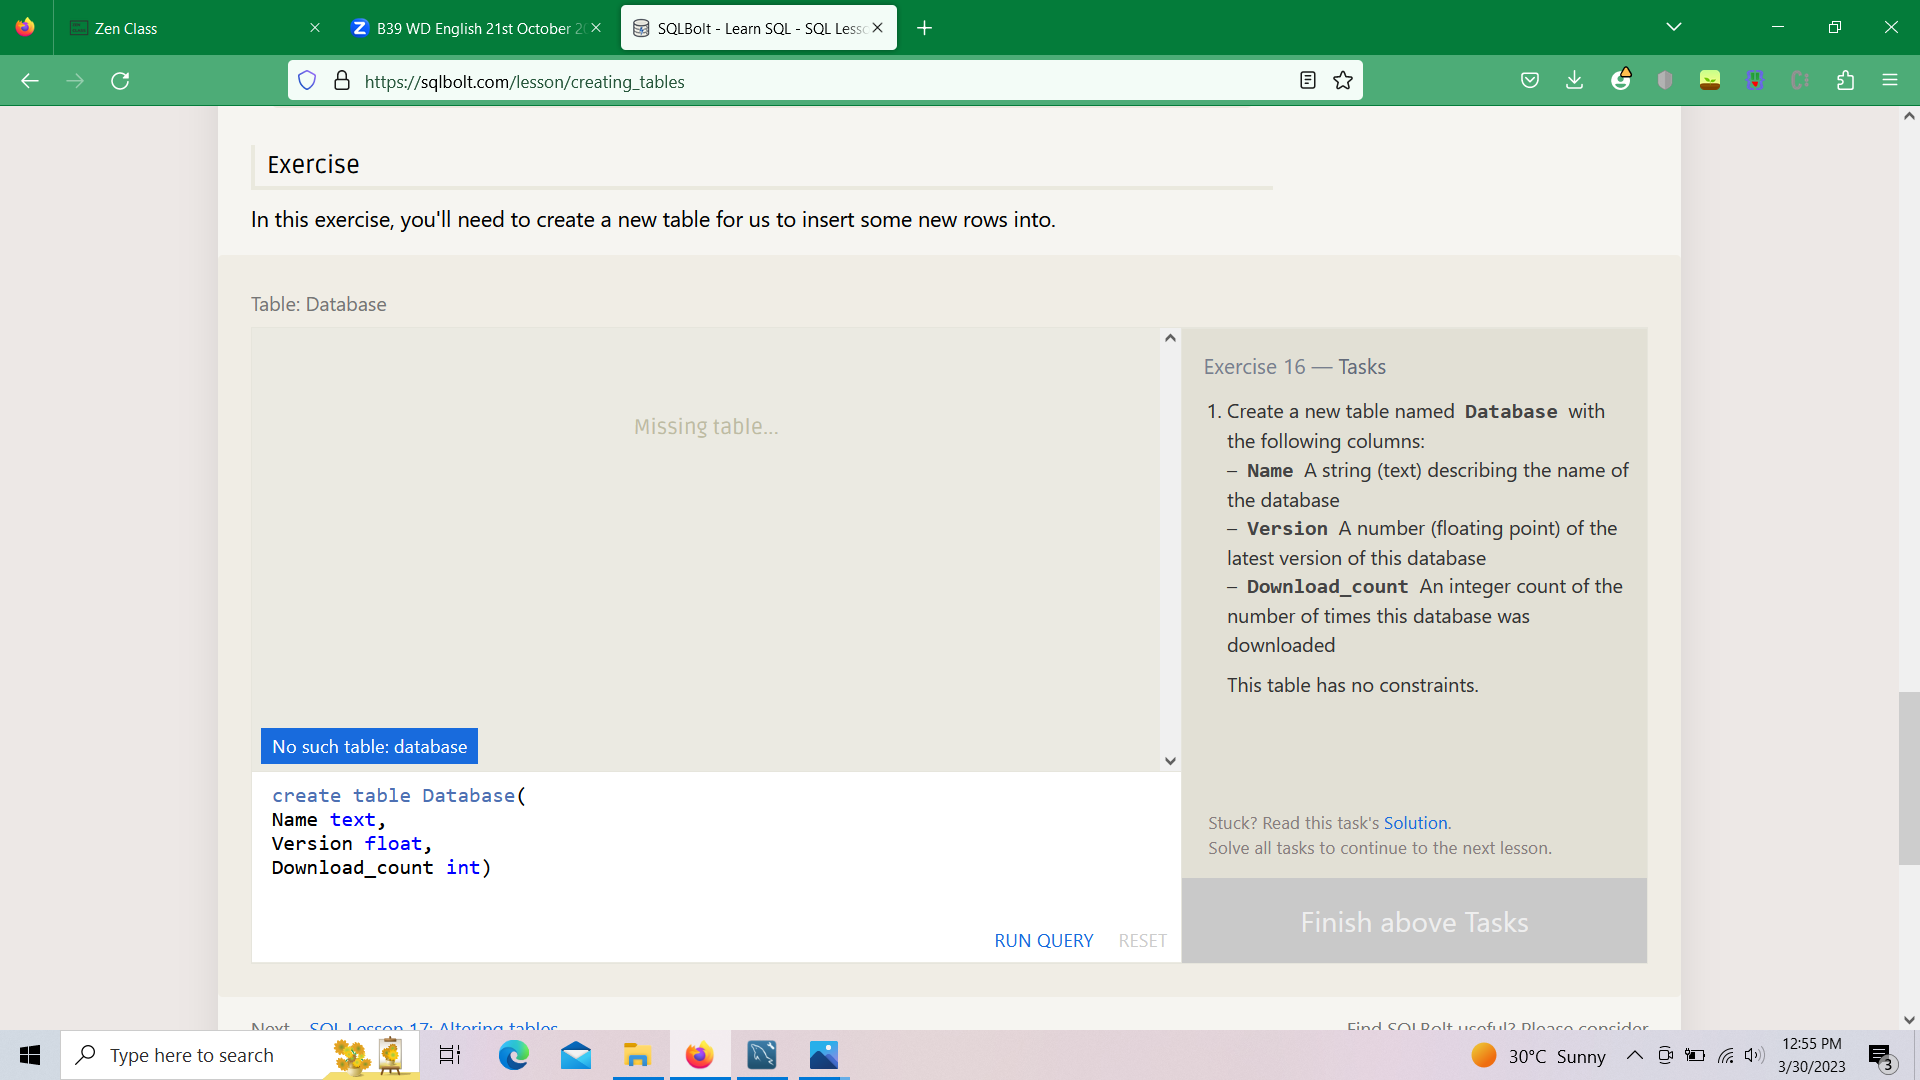 Zen Class
B39 WD English 21st October 20
SQLBolt - Learn SQL - SQL Lesso
https://sqlbolt.com/lesson/creating_tables
Exercise
In this exercise, you'll need to create a new table for us to insert some new rows into.
Table: Database
Missing table...
No such table: database
create table Database(
Name text,
Version float,
Download_count int)
RUN QUERY RESET
Exercise 16 — Tasks
1. Create a new table named Database with
the following columns:
– Name A string (text) describing the name of
the database
– Version A number (floating point) of the
latest version of this database
– Download_count An integer count of the
number of times this database was
downloaded
This table has no constraints.
Stuck? Read this task's Solution.
Solve all tasks to continue to the next lesson.
Finish above Tasks
Next – SQL Lesson 17: Altering tables
Find SQLBolt useful? Please consider
Type here to search
30°C Sunny
12:55 PM
3/30/2023
3